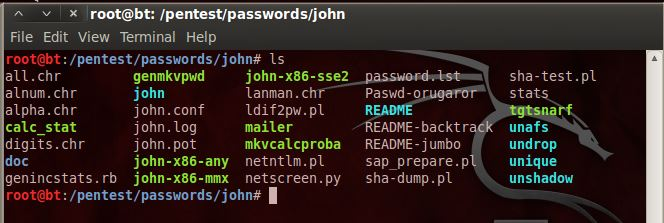 root@bt: /pentest/passwords/john
File Edit View Terminal Help
root@bt:/pentest/passwords/john# ls
all.chr genmkvpwd john-x86-sse2 password.lst sha-test.pl
alnum.chr john lanman.chr Paswd-orugaror stats
alpha.chr john.conf ldif2pw.pl README tgtsnarf
calc_stat john.log mailer README-backtrack unafs
digits.chr john.pot mkvcalcproba README-jumbo undrop
doc john-x86-any netntlm.pl sap_prepare.pl unique
genincstats.rb john-x86-mmx netscreen.py sha-dump.pl unshadow
root@bt:/pentest/passwords/john#